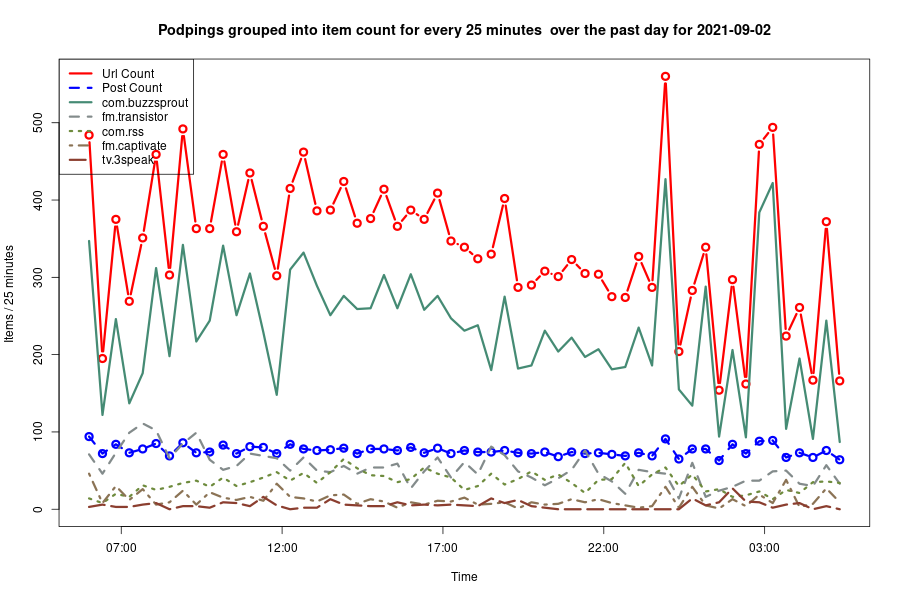 Podpings grouped into item count for every 25 minutes  over the past day for 2021-09-02
Url Count
Post Count
com.buzzsprout
fm.transistor
com.rss
fm.captivate
tv.3speak
Items / 25 minutes
500
400
300
200
100
0
07:00
12:00
17:00
22:00
03:00
Time